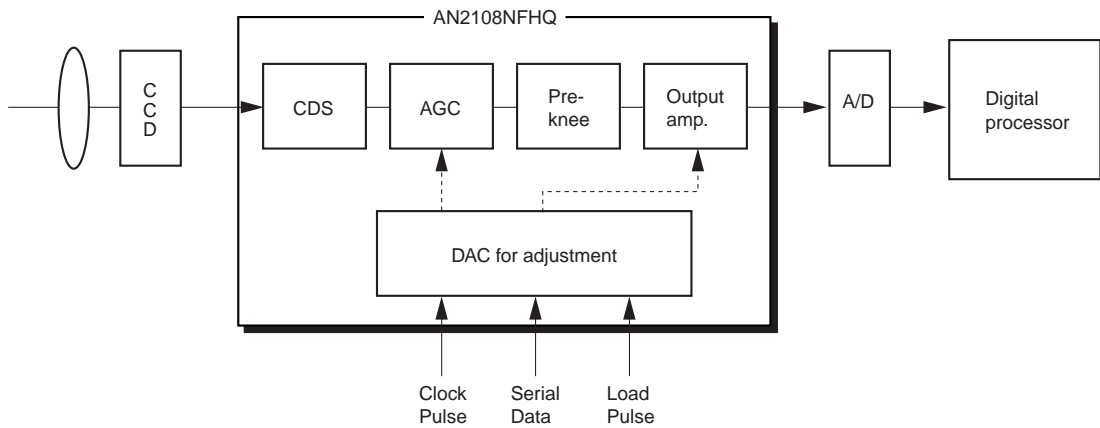 AN2108NFHQ
C
C
D
CDS
AGC
Pre-
knee
Output
amp.
A/D
Digital
processor
DAC for adjustment
Clock
Pulse
Serial
Data
Load
Pulse